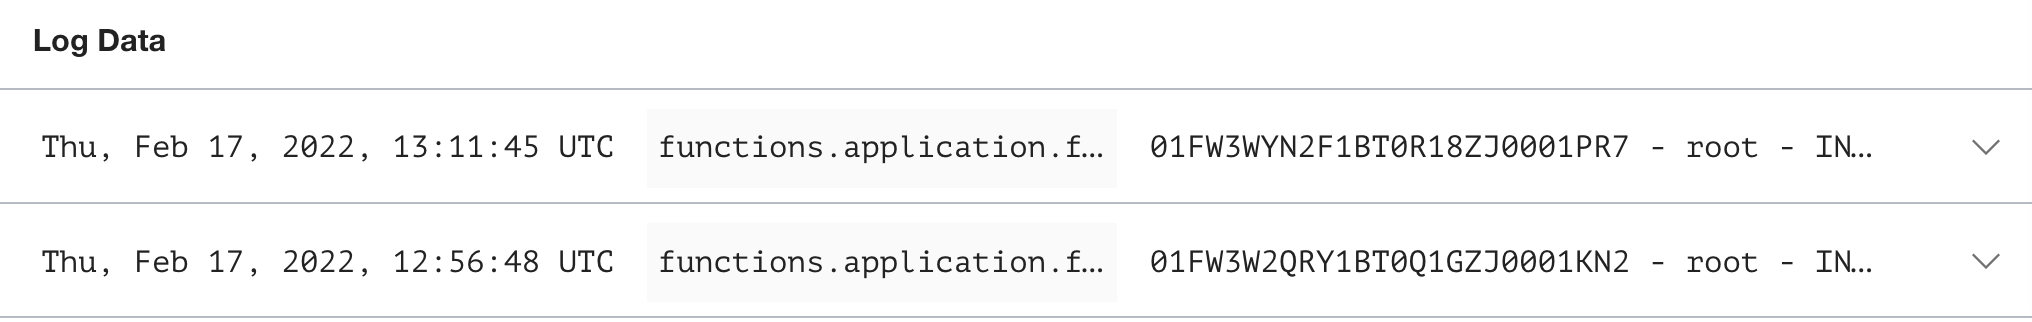 Log Data
Thu, Feb 17, 2022, 13:11:45 UTC functions.application.f… 01FW3WYN2F1BT0R18ZJ0001PR7 - root - IN…
Thu, Feb 17, 2022, 12:56:48 UTC functions.application.f… 01FW3W2QRY1BT0Q1GZJ0001KN2 - root - IN…